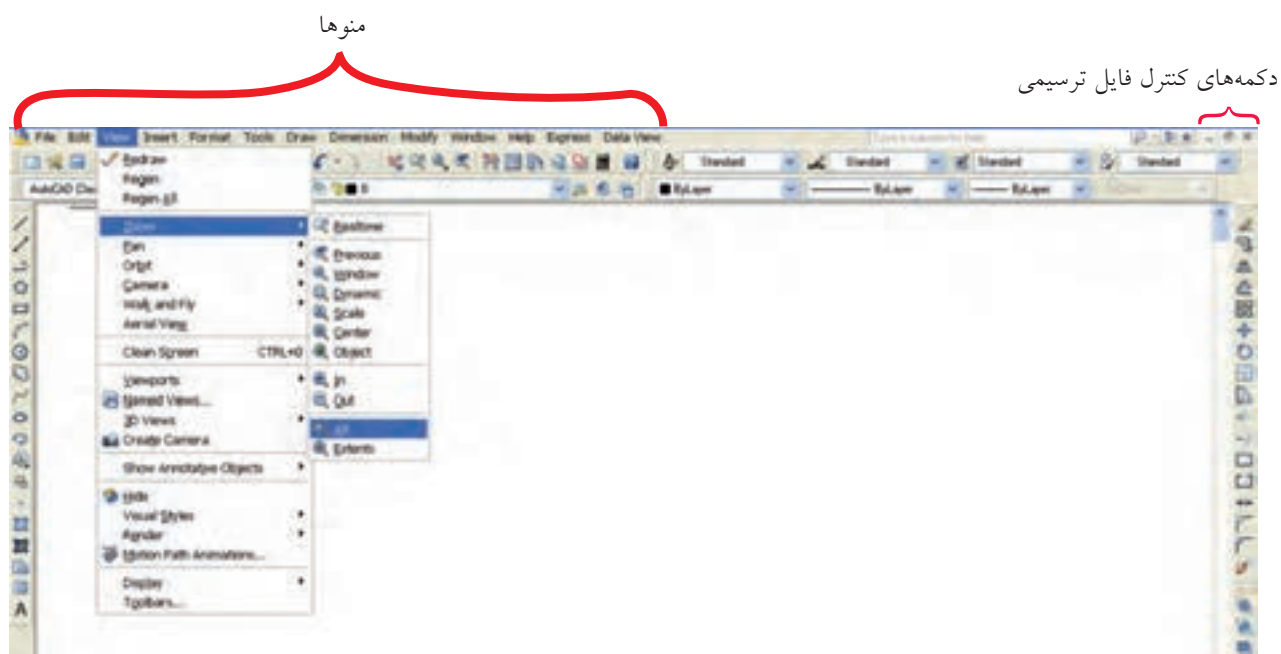 منوها
دکمه‌های کنترل فایل ترسیمی
File Edit View Insert Format Tools Draw Dimension Modify Window Help Express Data View
Standard Standard Standard Standard
AutoCAD 0 ByLayer ByLayer ByLayer
Redraw
Regen
Regen All
Zoom
Pan
Orbit
Camera
Walk and Fly
Aerial View
Clean Screen CTRL+0
Viewports
Named Views...
3D Views
Create Camera
Show Annotative Objects
Hide
Visual Styles
Render
Motion Path Animations...
Display
Toolbars...
Realtime
Previous
Window
Dynamic
Scale
Center
Object
In
Out
All
Extents
A